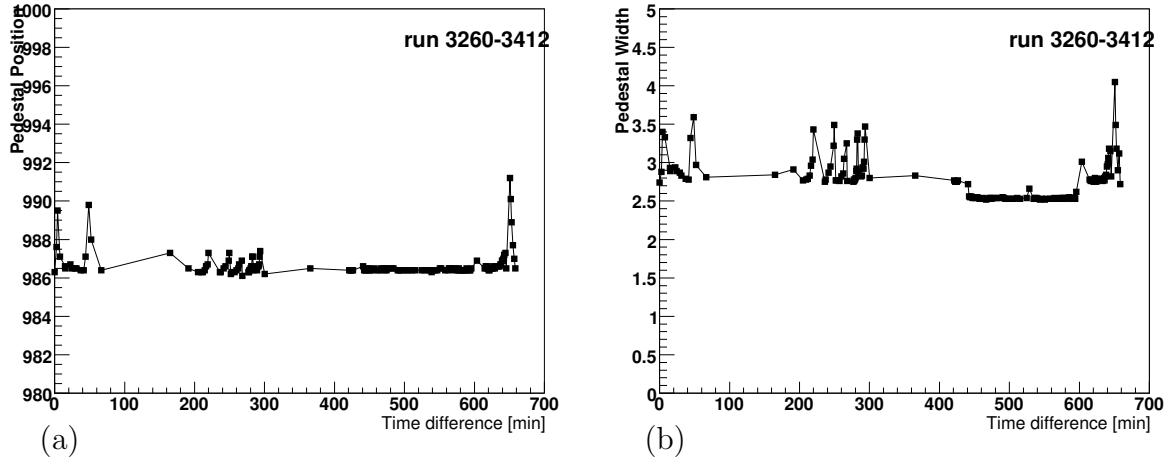 1000
998
996
994
992
990
988
986
984
982
980
Pedestal Position
run 3260-3412
0 100 200 300 400 500 600 700
Time difference [min]
(a)
5
4.5
4
3.5
3
2.5
2
1.5
1
0.5
0
Pedestal Width
run 3260-3412
0 100 200 300 400 500 600 700
Time difference [min]
(b)